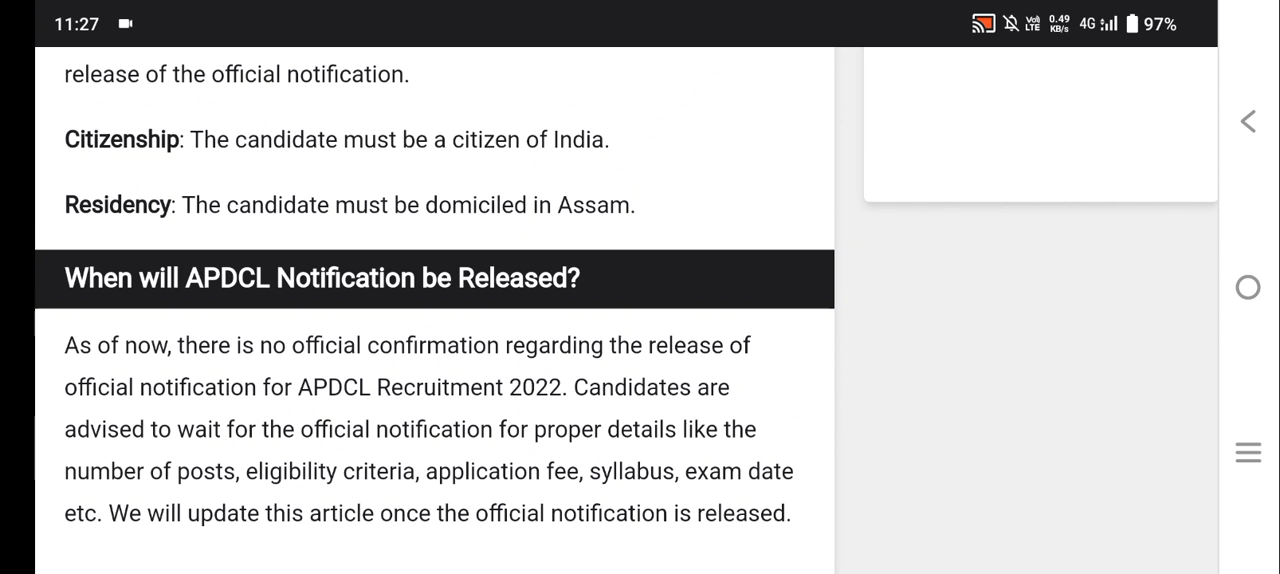 11:27
VoD LTE 0.49 KB/s 4G 97%
release of the official notification.
Citizenship: The candidate must be a citizen of India.
Residency: The candidate must be domiciled in Assam.
When will APDCL Notification be Released?
As of now, there is no official confirmation regarding the release of
official notification for APDCL Recruitment 2022. Candidates are
advised to wait for the official notification for proper details like the
number of posts, eligibility criteria, application fee, syllabus, exam date
etc. We will update this article once the official notification is released.